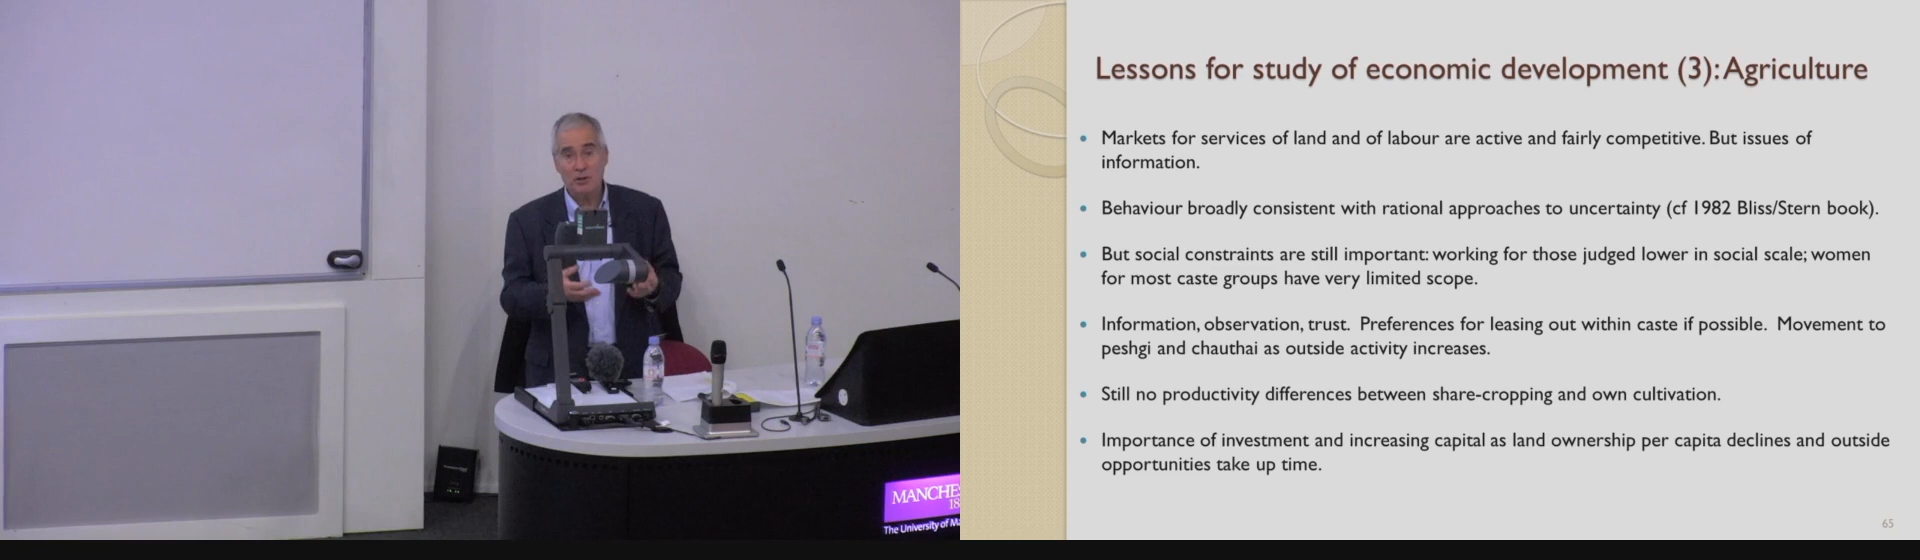 MANCHE
18
The University of Ma
Lessons for study of economic development (3): Agriculture
• Markets for services of land and of labour are active and fairly competitive. But issues of
information.
• Behaviour broadly consistent with rational approaches to uncertainty (cf 1982 Bliss/Stern book).
• But social constraints are still important: working for those judged lower in social scale; women
for most caste groups have very limited scope.
• Information, observation, trust. Preferences for leasing out within caste if possible. Movement to
peshgi and chauthai as outside activity increases.
• Still no productivity differences between share-cropping and own cultivation.
• Importance of investment and increasing capital as land ownership per capita declines and outside
opportunities take up time.
65